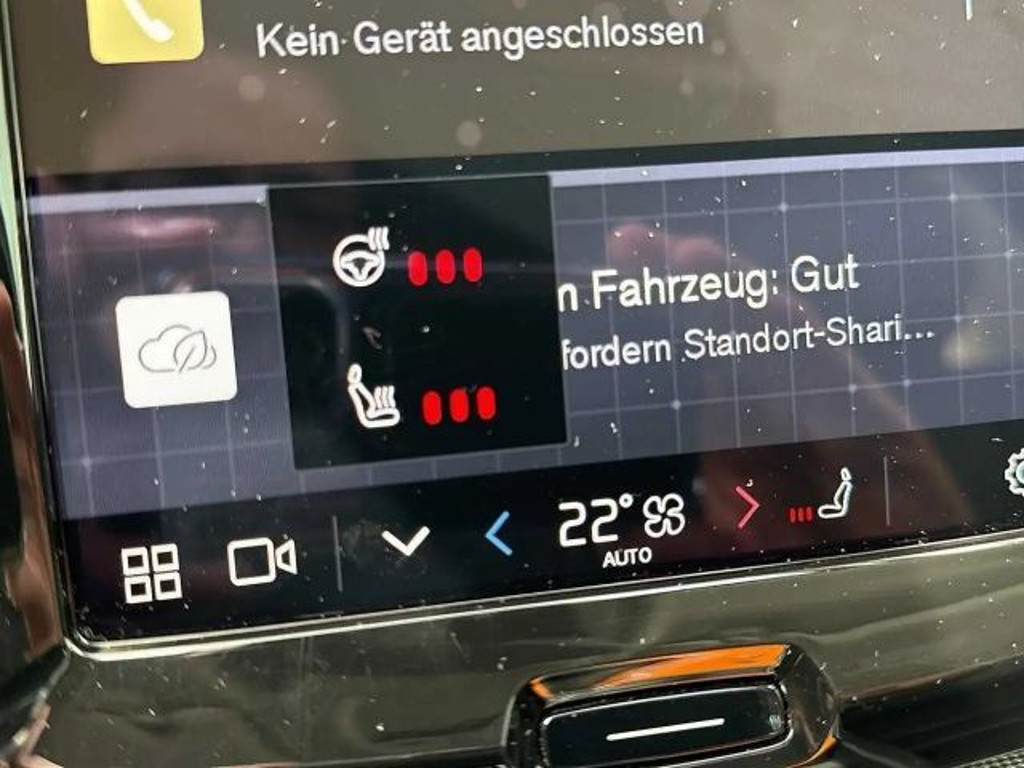 Kein Gerät angeschlossen
n Fahrzeug: Gut
fordern Standort-Shari...
22°
AUTO